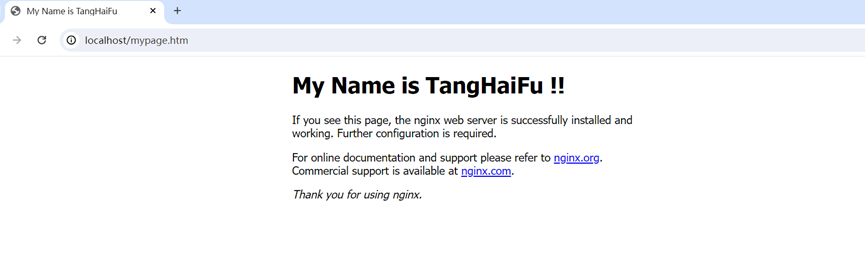 My Name is TangHaiFu
localhost/mypage.htm
My Name is TangHaiFu !!
If you see this page, the nginx web server is successfully installed and
working. Further configuration is required.
For online documentation and support please refer to nginx.org.
Commercial support is available at nginx.com.
Thank you for using nginx.